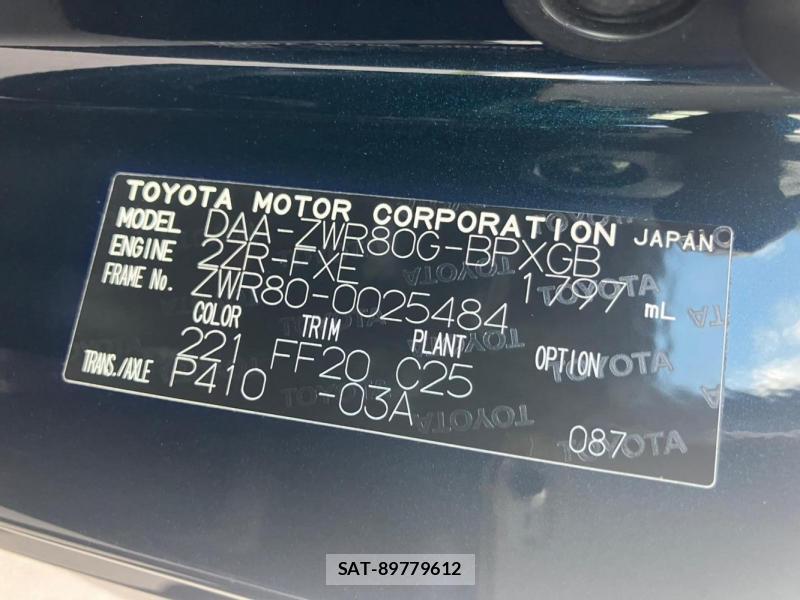 TOYOTA MOTOR CORPORATION JAPAN
MODEL DAA-ZWR80G-BPXGB
ENGINE 2ZR-FXE 1797 mL
FRAME No. ZWR80-0025484
COLOR TRIM PLANT OPTION
221 FF20 C25
TRANS./AXLE P410 -03A
087
SAT-89779612